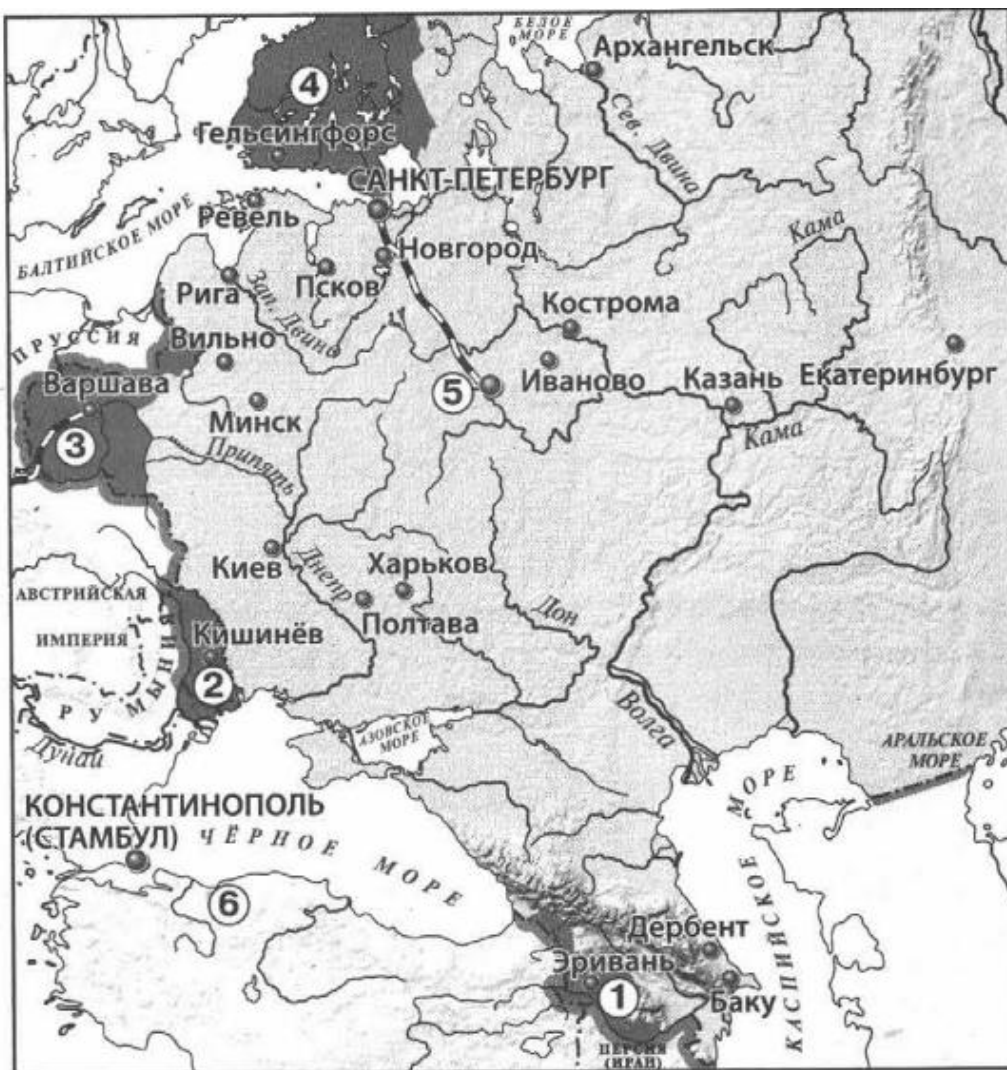 БЕЛОЕ
МОРЕ
Архангельск
4
Гельсингфорс
Сев. Двина
САНКТ-ПЕТЕРБУРГ
Ревель
БАЛТИЙСКОЕ МОРЕ
Новгород
Кама
Рига
Зап. Двина
Псков
Кострома
ПРУССИЯ
Вильно
Варшава
5
Иваново
Казань
Екатеринбург
Минск
Кама
3
Припять
Киев
Днепр
Харьков
АВСТРИЙСКАЯ
ИМПЕРИЯ
Полтава
Дон
Кишинёв
2
РУМЫНИЯ
Волга
Дунай
АЗОВСКОЕ
МОРЕ
АРАЛЬСКОЕ
МОРЕ
КОНСТАНТИНОПОЛЬ
(СТАМБУЛ)
ЧЁРНОЕ МОРЕ
КАСПИЙСКОЕ МОРЕ
6
Дербент
Эривань
1
Баку
ПЕРСИЯ
(ИРАН)